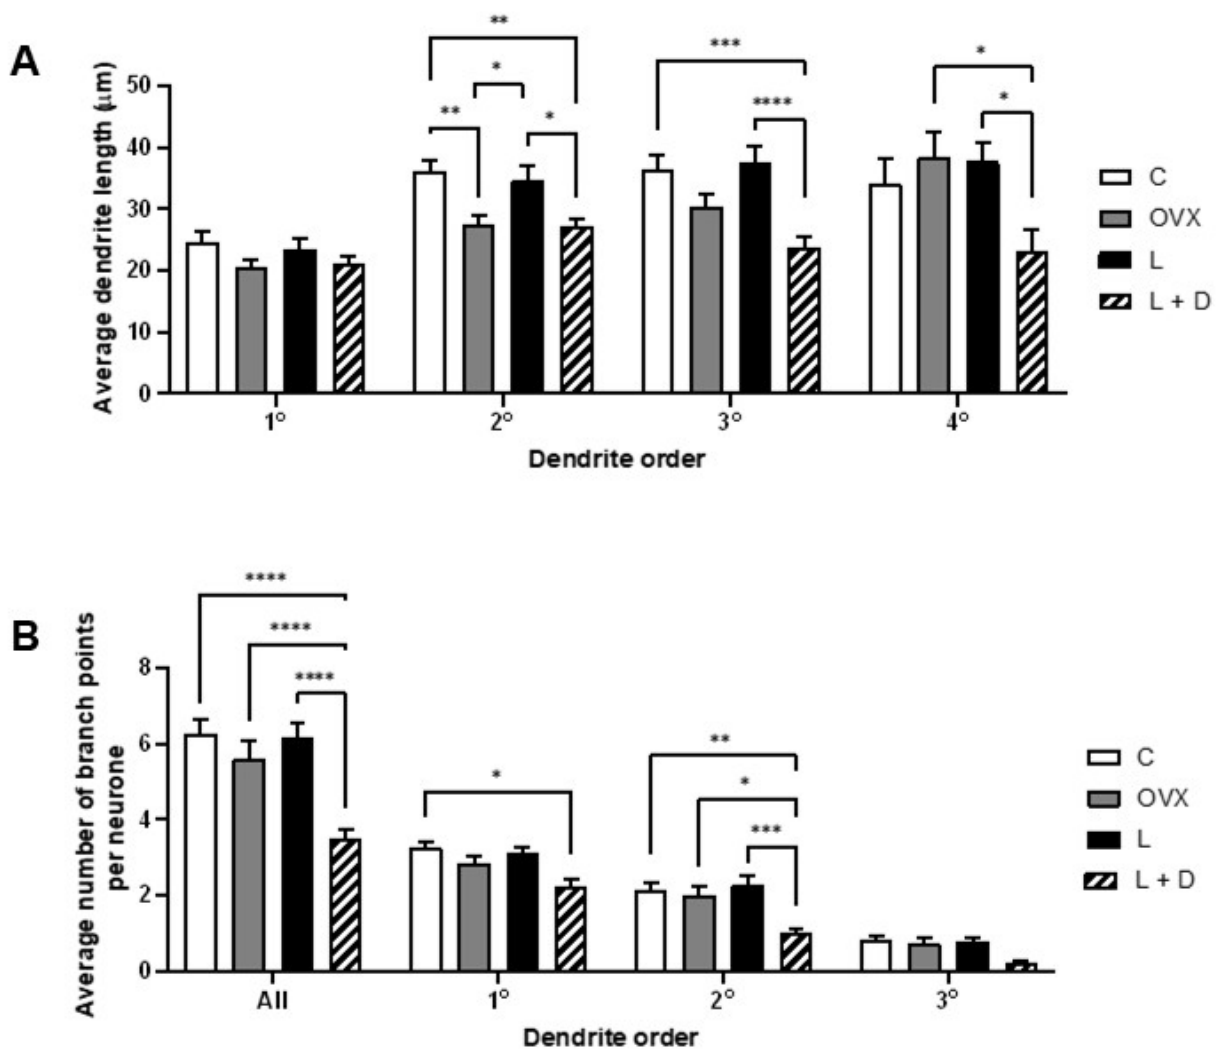 A
Average dendrite length (µm)
50
40
30
20
10
0
**
**
*
*
***
****
*
*
1°
2°
3°
4°
Dendrite order
C
OVX
L
L + D
B
Average number of branch points
per neurone
8
6
4
2
0
****
****
****
*
**
*
***
All
1°
2°
3°
Dendrite order
C
OVX
L
L + D